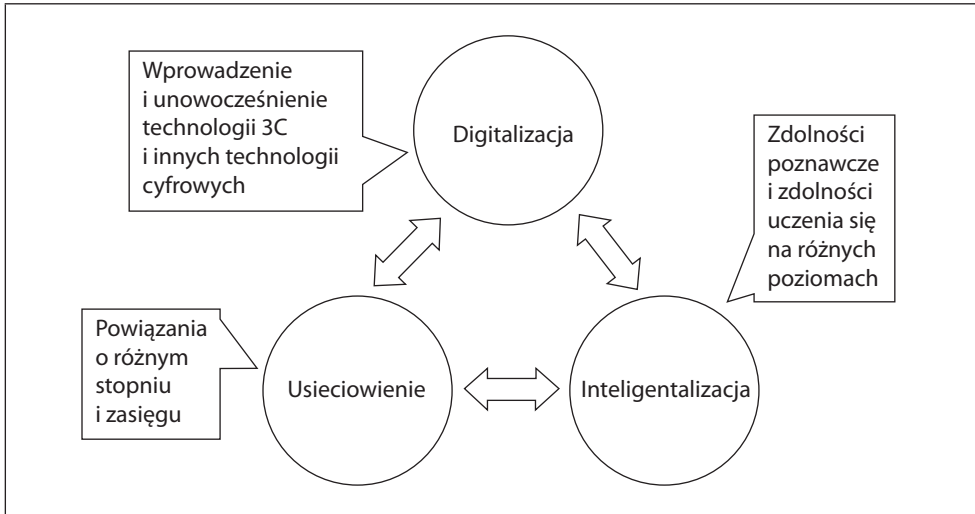 Wprowadzenie
i unowocześnienie
technologii 3C
i innych technologii
cyfrowych
Digitalizacja
Zdolności
poznawcze
i zdolności
uczenia się
na różnych
poziomach
Powiązania
o różnym
stopniu
i zasięgu
Usieciowienie
Inteligentalizacja